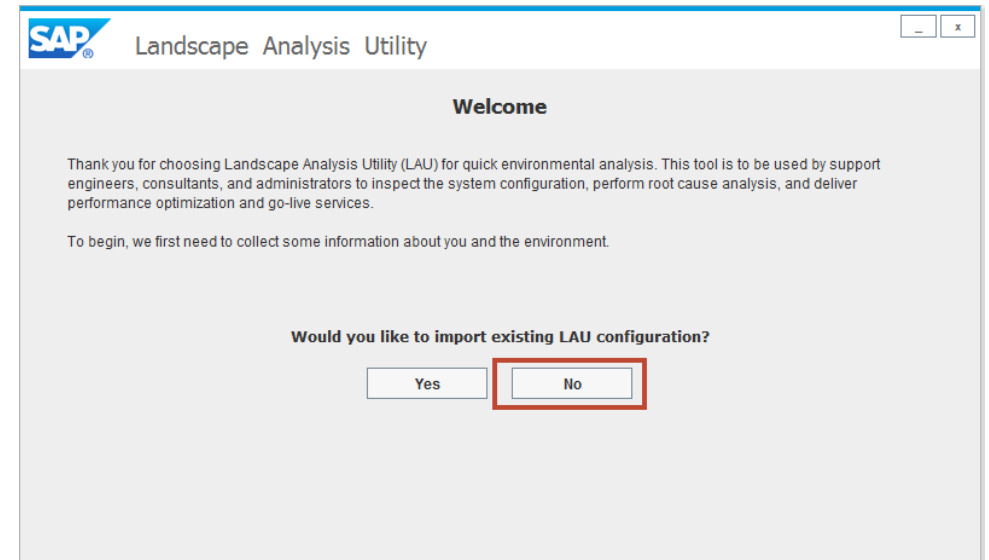 SAP®
Landscape Analysis Utility
_ x
Welcome
Thank you for choosing Landscape Analysis Utility (LAU) for quick environmental analysis. This tool is to be used by support
engineers, consultants, and administrators to inspect the system configuration, perform root cause analysis, and deliver
performance optimization and go-live services.
To begin, we first need to collect some information about you and the environment.
Would you like to import existing LAU configuration?
Yes No